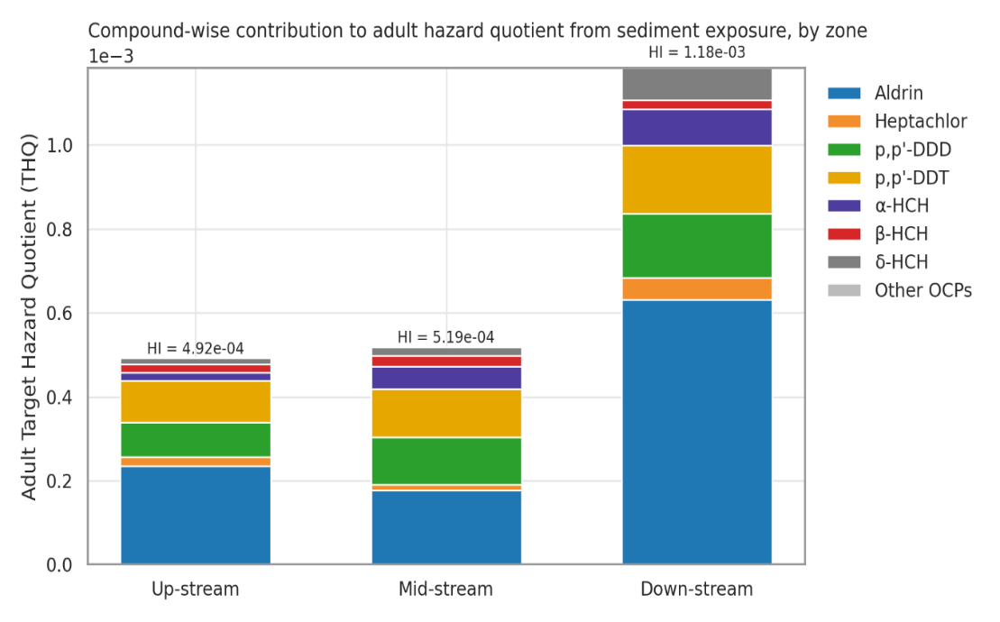 Compound-wise contribution to adult hazard quotient from sediment exposure, by zone
1e−3
HI = 1.18e-03
Adult Target Hazard Quotient (THQ)
1.0
0.8
0.6
0.4
0.2
0.0
HI = 4.92e-04
HI = 5.19e-04
Up-stream
Mid-stream
Down-stream
Aldrin
Heptachlor
p,p'-DDD
p,p'-DDT
α-HCH
β-HCH
δ-HCH
Other OCPs